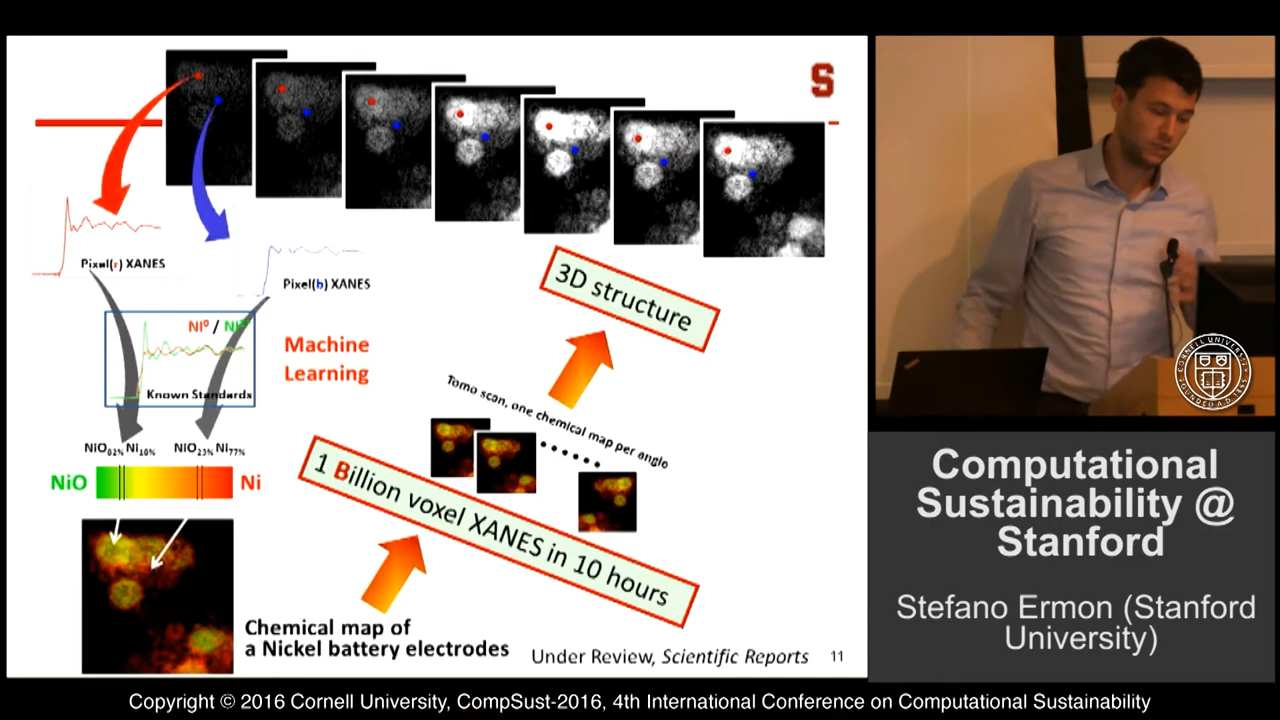 S
Pixel(r) XANES
Pixel(b) XANES
Ni⁰ /
Known Standards
Machine
Learning
NiO₀₂% Ni₁₀%
NiO₂₃% Ni₇₇%
NiO
Ni
Chemical map of
a Nickel battery electrodes
3D structure
Tomo scan, one chemical map per angle
1 Billion voxel XANES in 10 hours
Under Review, Scientific Reports
11
Computational
Sustainability @
Stanford
Stefano Ermon (Stanford
University)
Copyright © 2016 Cornell University, CompSust-2016, 4th International Conference on Computational Sustainability